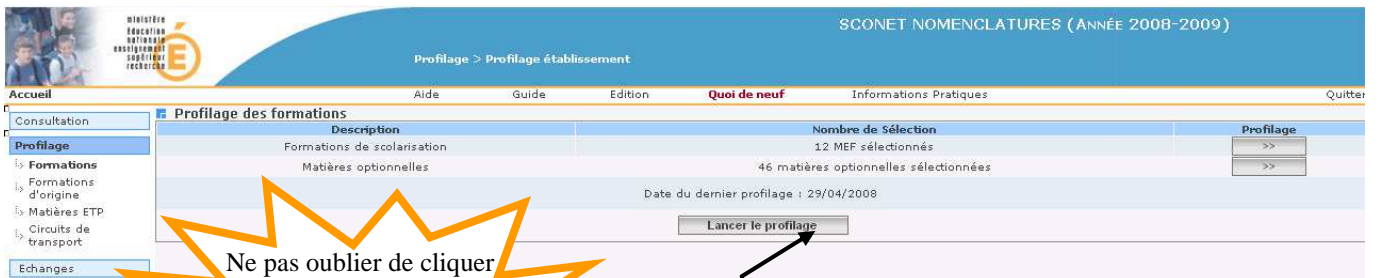 ministère
éducation
nationale
enseignement
supérieur
recherche
é
SCONET NOMENCLATURES (ANNÉE 2008-2009)
Profilage > Profilage établissement
Accueil Aide Guide Edition Quoi de neuf Informations Pratiques Quitter
Consultation
Profilage
Formations
Formations
d'origine
Matières ETP
Circuits de
transport
Echanges
Profilage des formations
Description Nombre de Sélection Profilage
Formations de scolarisation 12 MEF sélectionnés >>
Matières optionnelles 46 matières optionnelles sélectionnées >>
Date du dernier profilage : 29/04/2008
Lancer le profilage
Ne pas oublier de cliquer